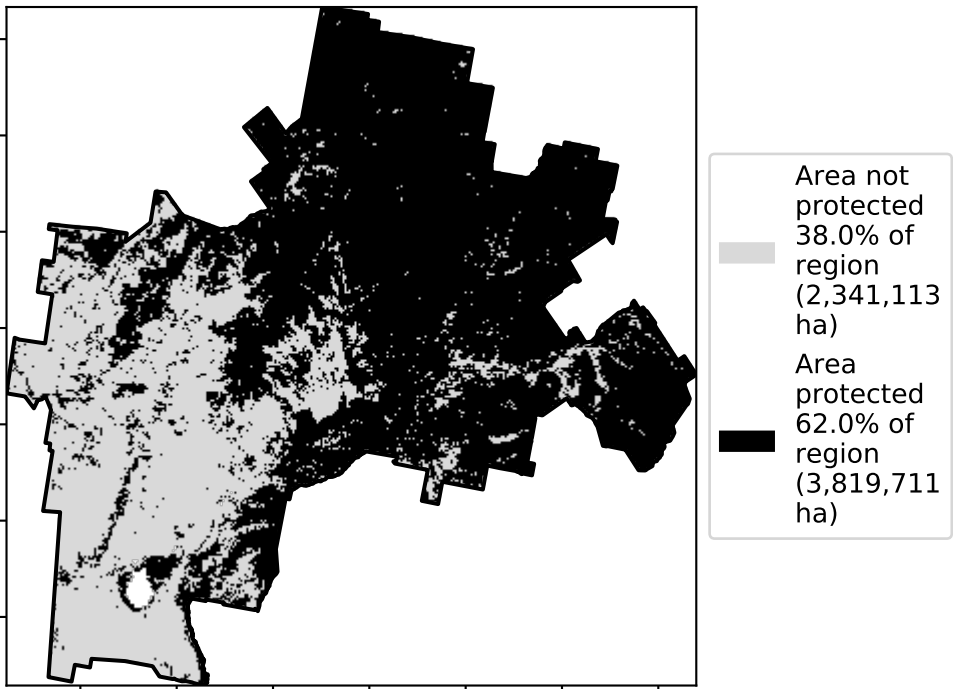 Area not
protected
38.0% of
region
(2,341,113
ha)
Area
protected
62.0% of
region
(3,819,711
ha)